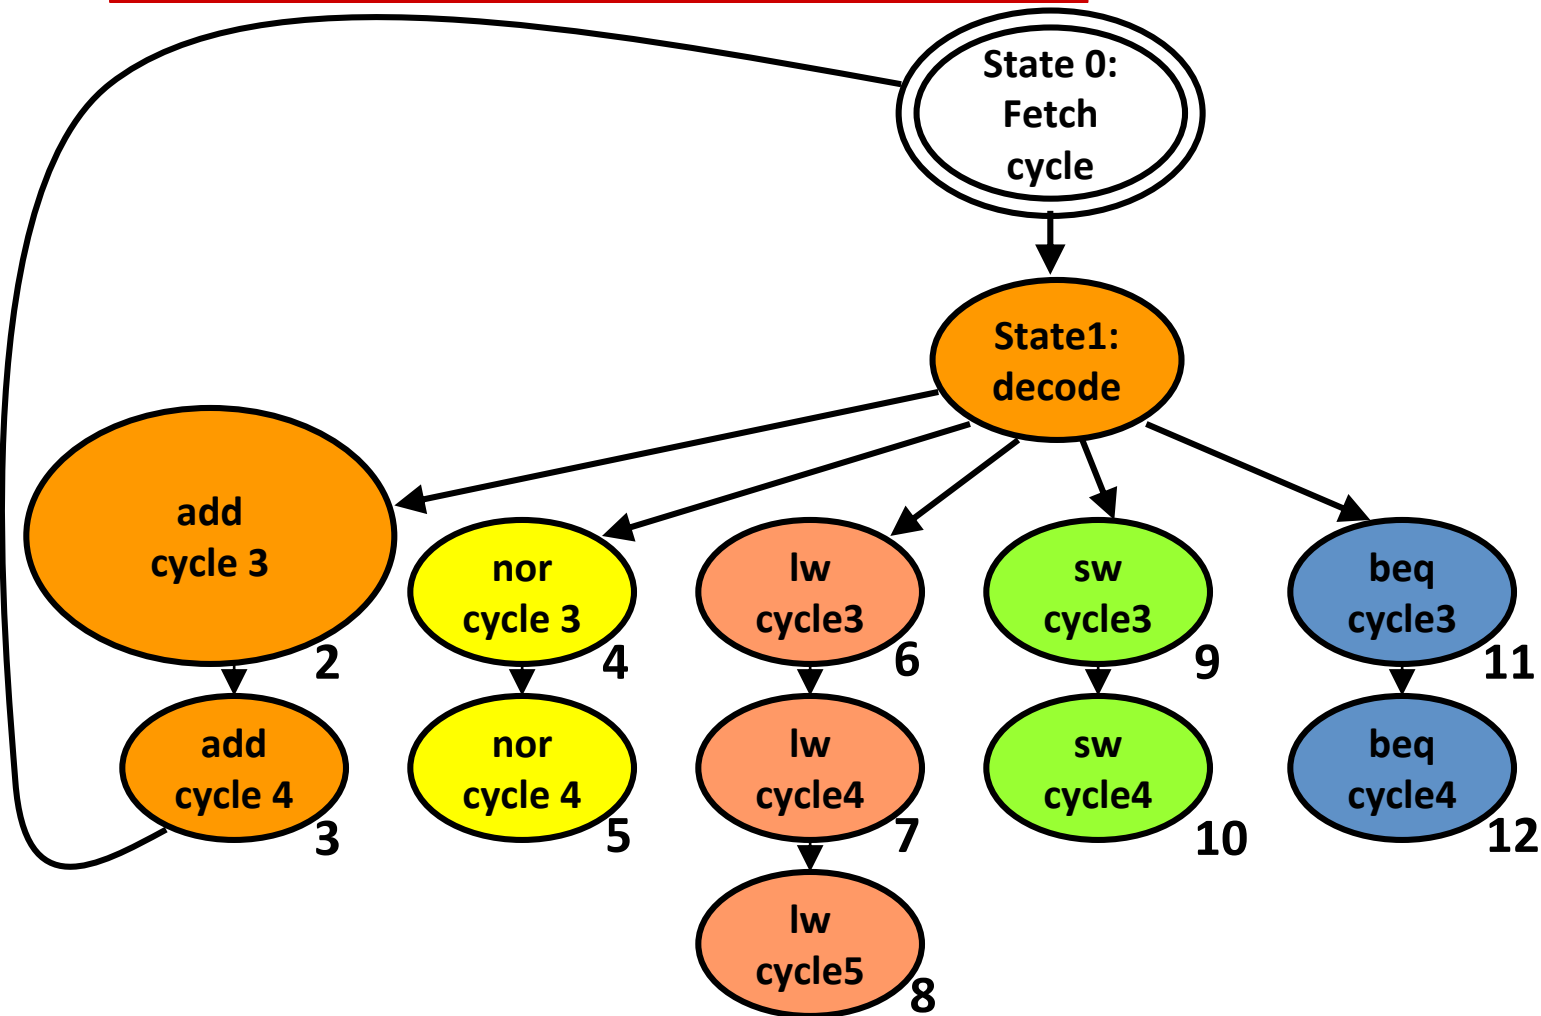 State 0:
Fetch
cycle
State1:
decode
add
cycle 3
2
nor
cycle 3
4
lw
cycle3
6
sw
cycle3
9
beq
cycle3
11
add
cycle 4
3
nor
cycle 4
5
lw
cycle4
7
sw
cycle4
10
beq
cycle4
12
lw
cycle5
8